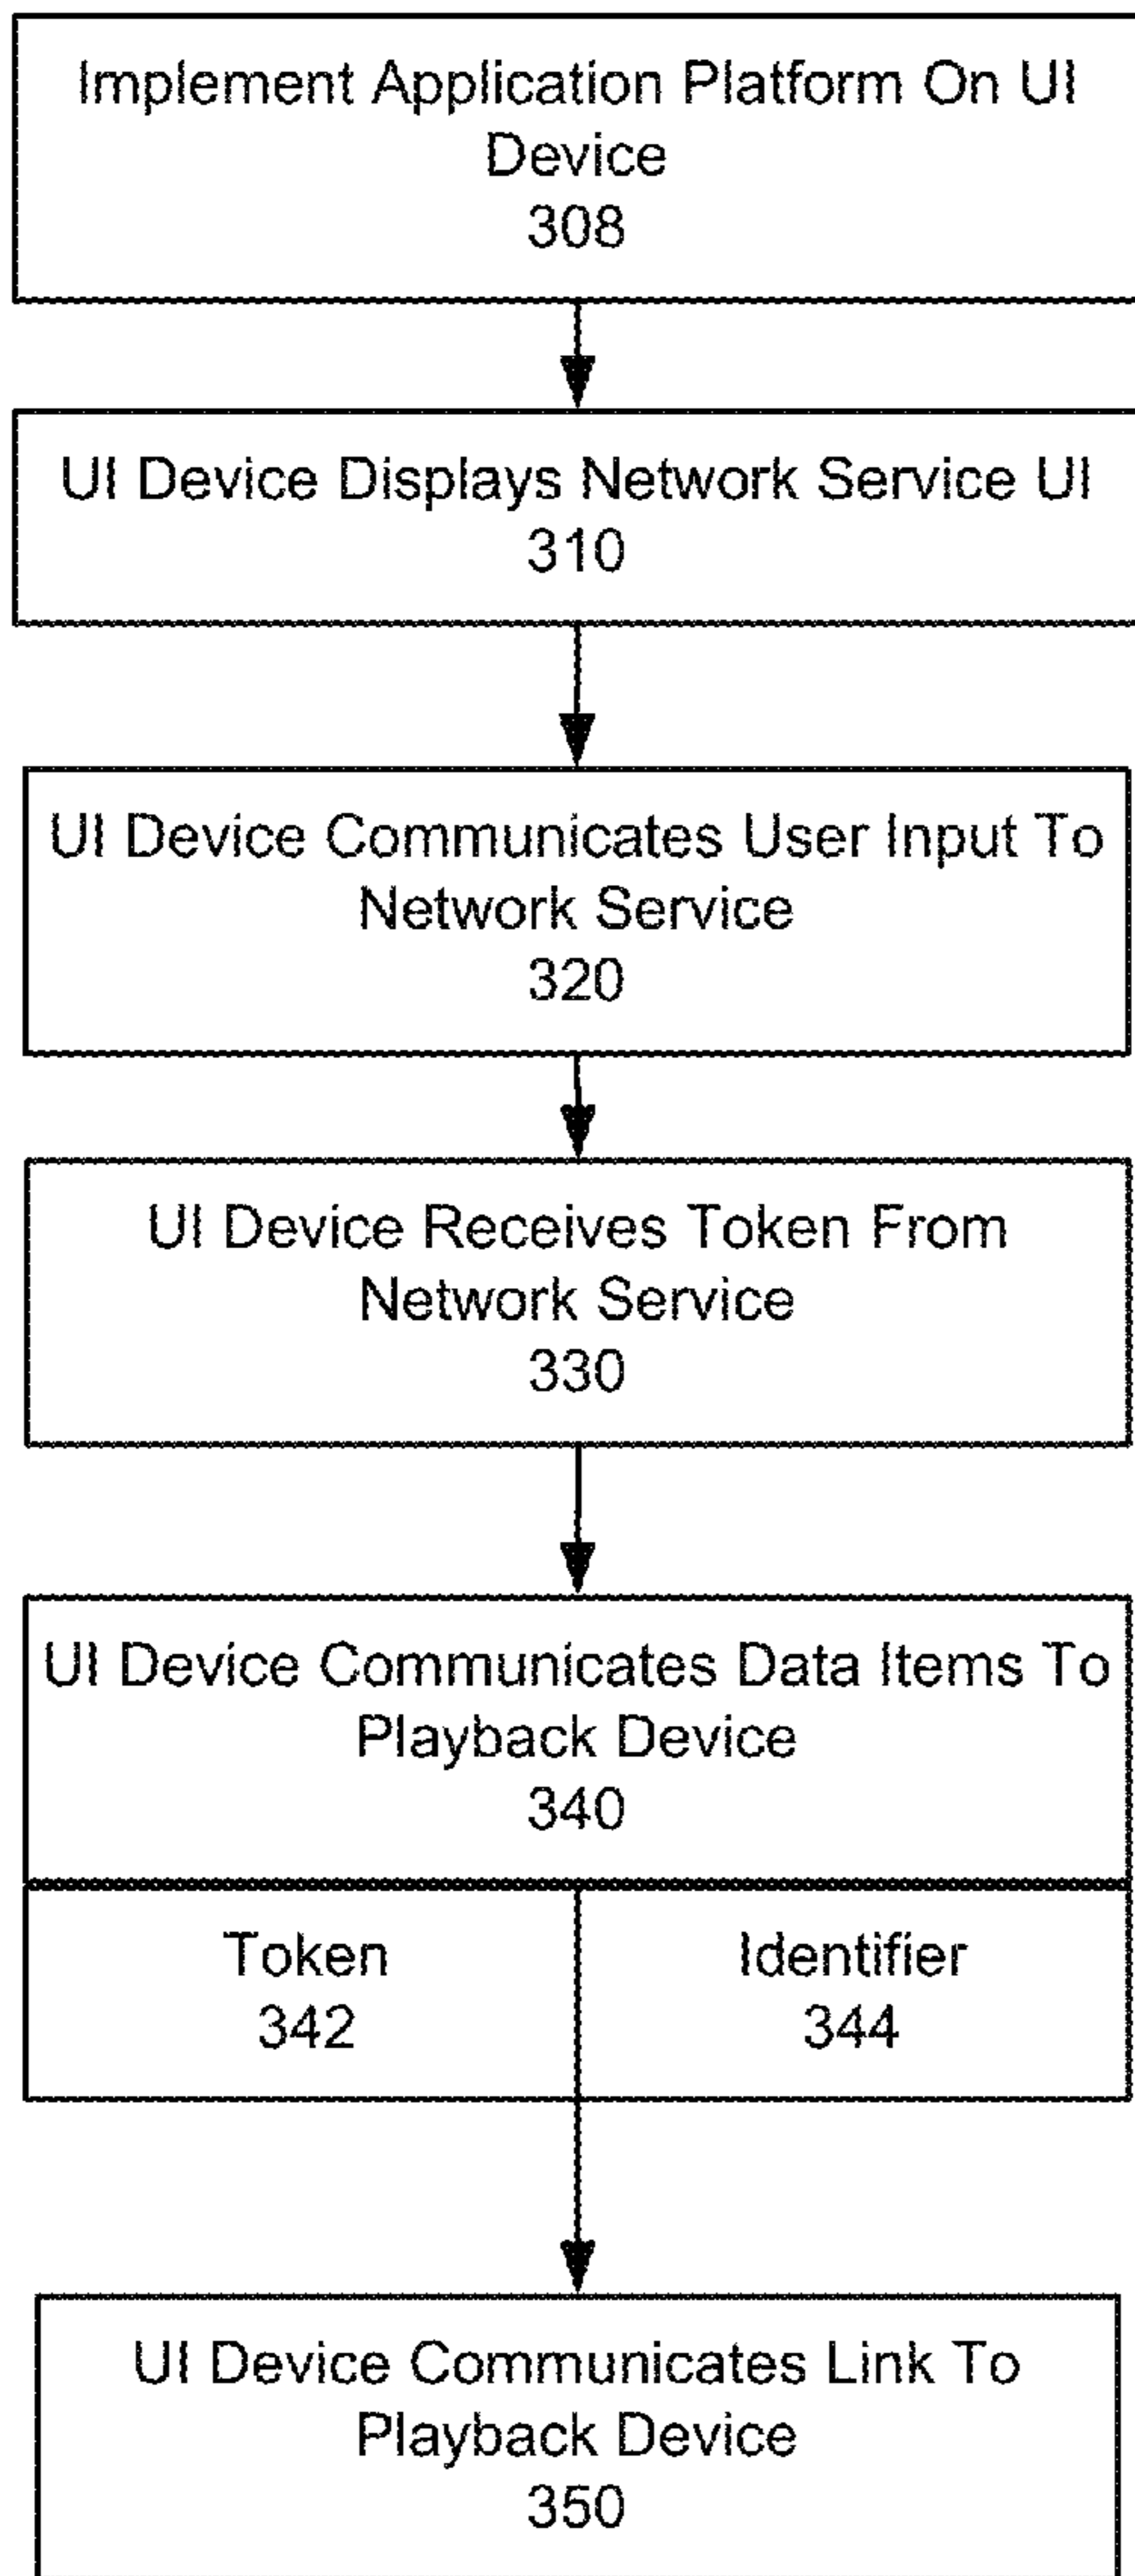 Implement Application Platform On UI
Device
308
UI Device Displays Network Service UI
310
UI Device Communicates User Input To
Network Service
320
UI Device Receives Token From
Network Service
330
UI Device Communicates Data Items To
Playback Device
340
Token
342
Identifier
344
UI Device Communicates Link To
Playback Device
350